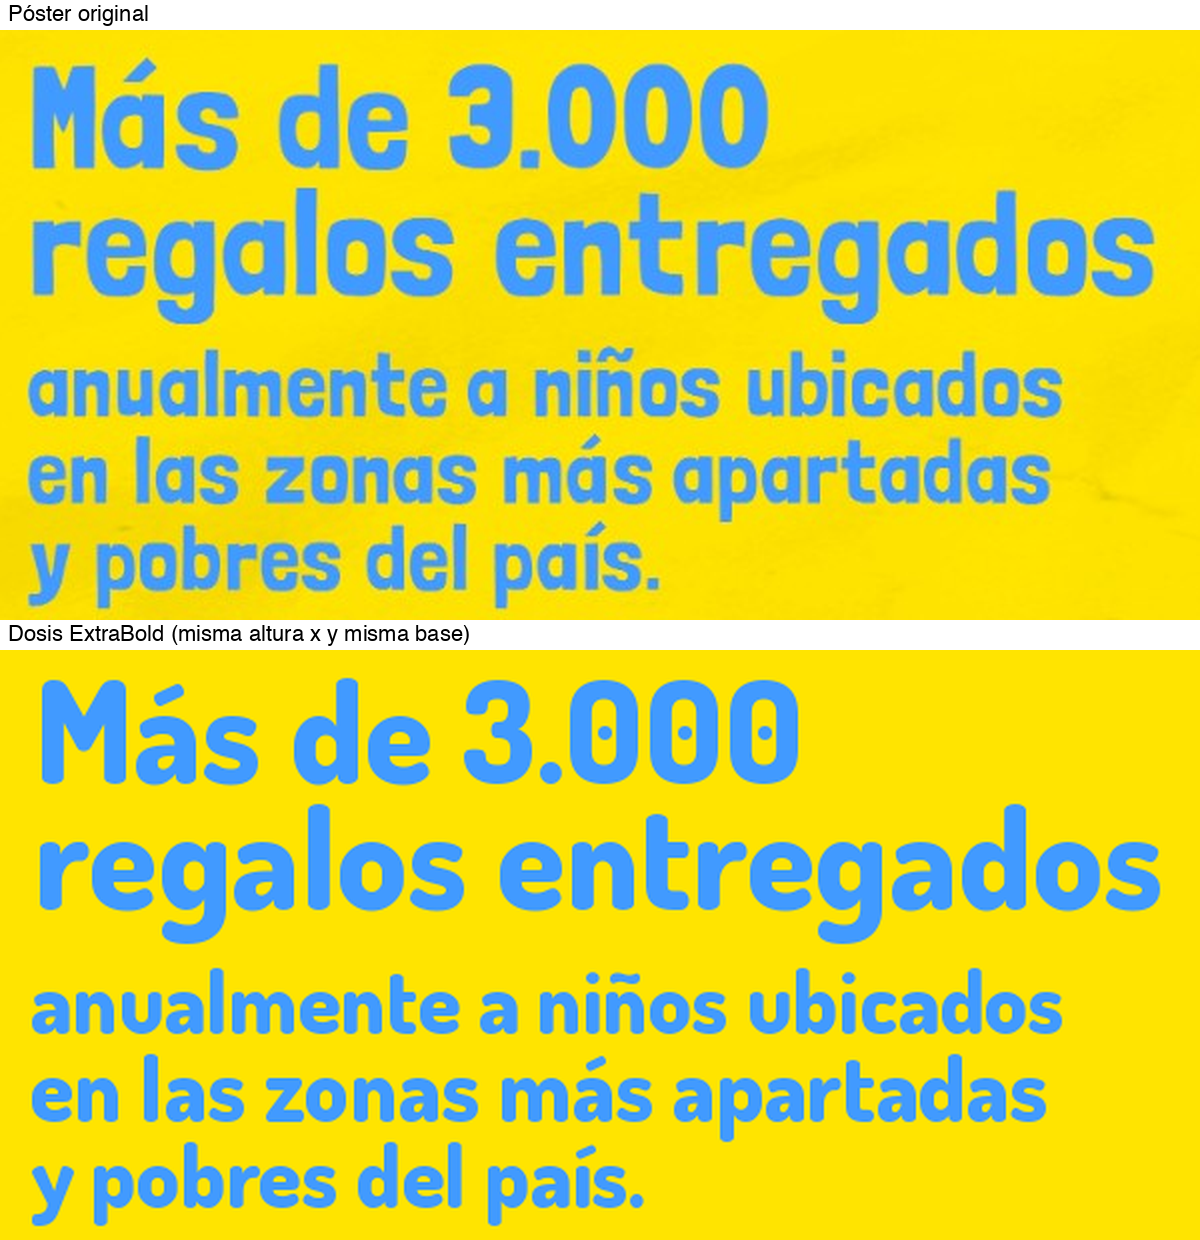 Póster original
Más de 3.000
regalos entregados
anualmente a niños ubicados
en las zonas más apartadas
y pobres del país.
Dosis ExtraBold (misma altura x y misma base)
Más de 3.000
regalos entregados
anualmente a niños ubicados
en las zonas más apartadas
y pobres del país.